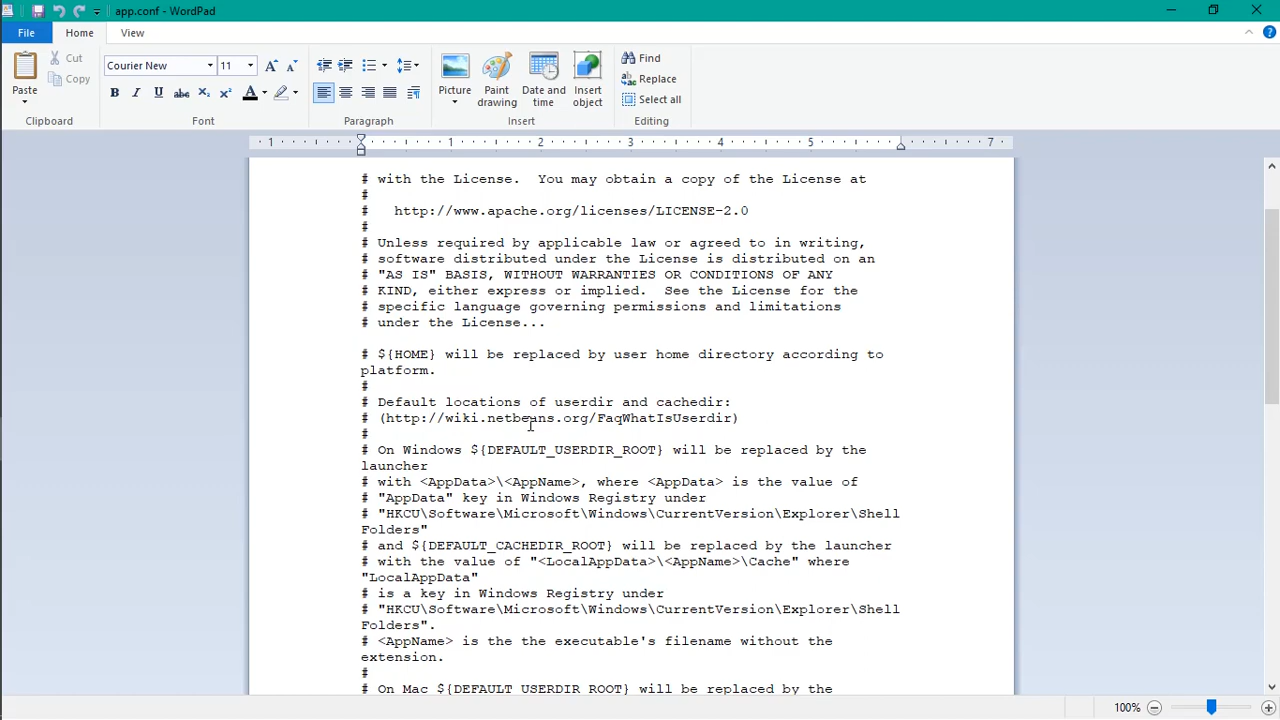 app.conf - WordPad
File Home View
Paste
Cut
Copy
Clipboard
Courier New 11
B I U abc X₂ X² A
Font
Paragraph
Picture
Paint drawing
Date and time
Insert object
Insert
Find
Replace
Select all
Editing
1 1 2 3 4 5 7
# with the License.  You may obtain a copy of the License at
#
#   http://www.apache.org/licenses/LICENSE-2.0
#
# Unless required by applicable law or agreed to in writing,
# software distributed under the License is distributed on an
# "AS IS" BASIS, WITHOUT WARRANTIES OR CONDITIONS OF ANY
# KIND, either express or implied.  See the License for the
# specific language governing permissions and limitations
# under the License...
# ${HOME} will be replaced by user home directory according to
platform.
#
# Default locations of userdir and cachedir:
# (http://wiki.netbeans.org/FaqWhatIsUserdir)
#
# On Windows ${DEFAULT_USERDIR_ROOT} will be replaced by the
launcher
# with <AppData>\<AppName>, where <AppData> is the value of
# "AppData" key in Windows Registry under
# "HKCU\Software\Microsoft\Windows\CurrentVersion\Explorer\Shell
Folders"
# and ${DEFAULT_CACHEDIR_ROOT} will be replaced by the launcher
# with the value of "<LocalAppData>\<AppName>\Cache" where
"LocalAppData"
# is a key in Windows Registry under
# "HKCU\Software\Microsoft\Windows\CurrentVersion\Explorer\Shell
Folders".
# <AppName> is the the executable's filename without the
extension.
#
# On Mac ${DEFAULT_USERDIR_ROOT} will be replaced by the
100%